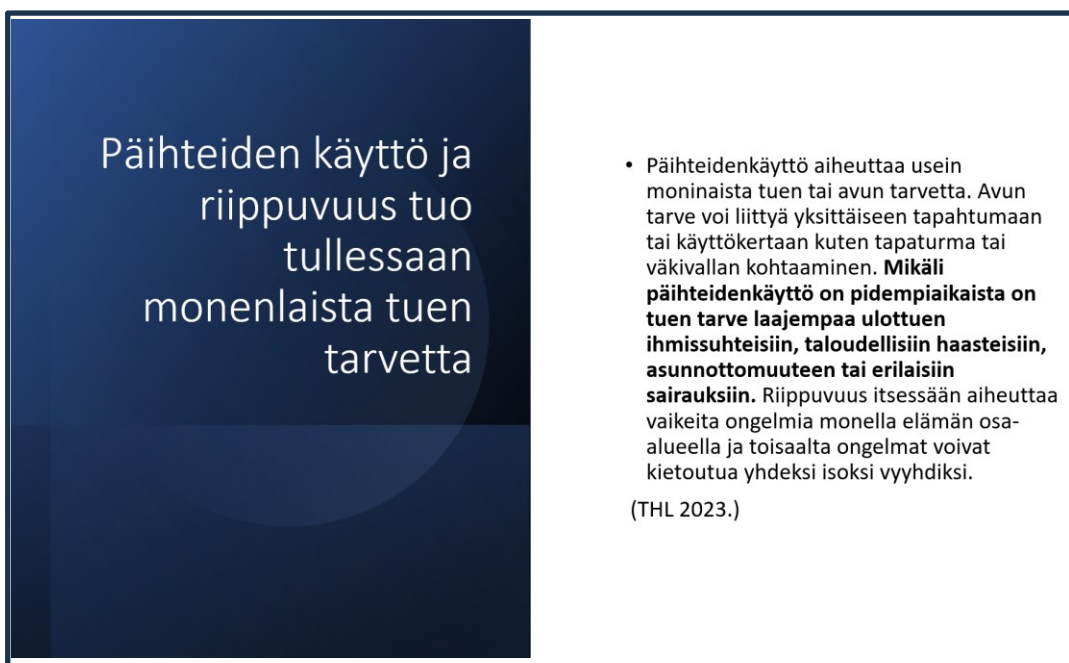 Päihteiden käyttö ja
riippuvuus tuo
tullessaan
monenlaista tuen
tarvetta
• Päihteidenkäyttö aiheuttaa usein
moninaista tuen tai avun tarvetta. Avun
tarve voi liittyä yksittäiseen tapahtumaan
tai käyttökertaan kuten tapaturma tai
väkivallan kohtaaminen. Mikäli
päihteidenkäyttö on pidempiaikaista on
tuen tarve laajempaa ulottuen
ihmissuhteisiin, taloudellisiin haasteisiin,
asunnottomuuteen tai erilaisiin
sairauksiin. Riippuvuus itsessään aiheuttaa
vaikeita ongelmia monella elämän osa-
alueella ja toisaalta ongelmat voivat
kietoutua yhdeksi isoksi vyyhdiksi.
(THL 2023.)